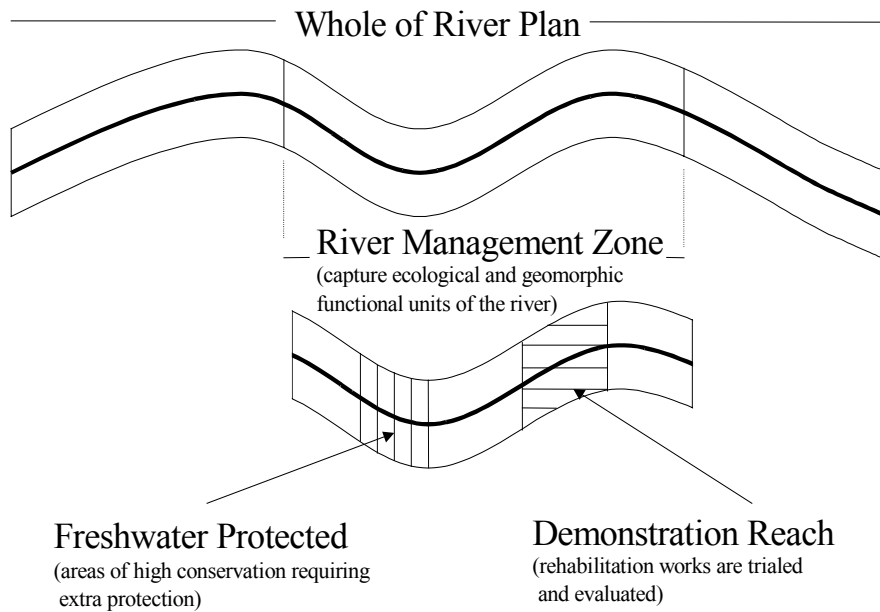 Whole of River Plan
River Management Zone
(capture ecological and geomorphic
functional units of the river)
Freshwater Protected
(areas of high conservation requiring
extra protection)
Demonstration Reach
(rehabilitation works are trialed
and evaluated)